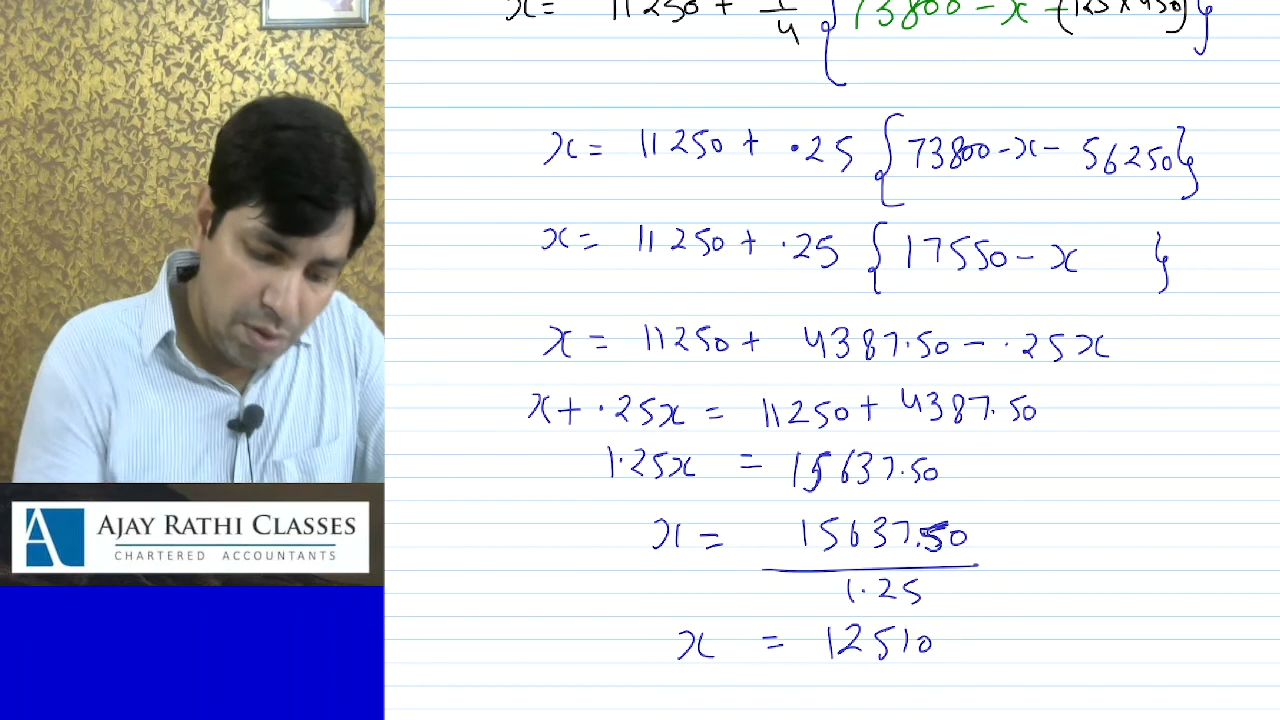 x = 11250 + 1/4 { 73800 - x - (125 x 450) }
x = 11250 + .25 { 73800 - x - 56250 }
x = 11250 + .25 { 17550 - x }
x = 11250 + 4387.50 - .25x
x + .25x = 11250 + 4387.50
1.25x = 15637.50
x = 15637.50
1.25
x = 12510
A
AJAY RATHI CLASSES
CHARTERED ACCOUNTANTS